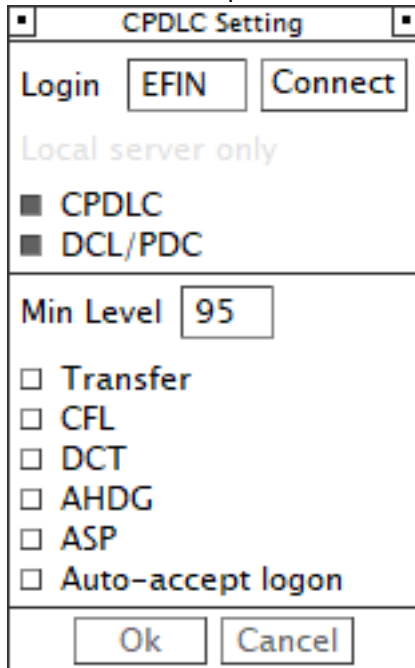 CPDLC Setting
Login EFIN Connect
Local server only
CPDLC
DCL/PDC
Min Level 95
Transfer
CFL
DCT
AHDG
ASP
Auto-accept logon
Ok Cancel